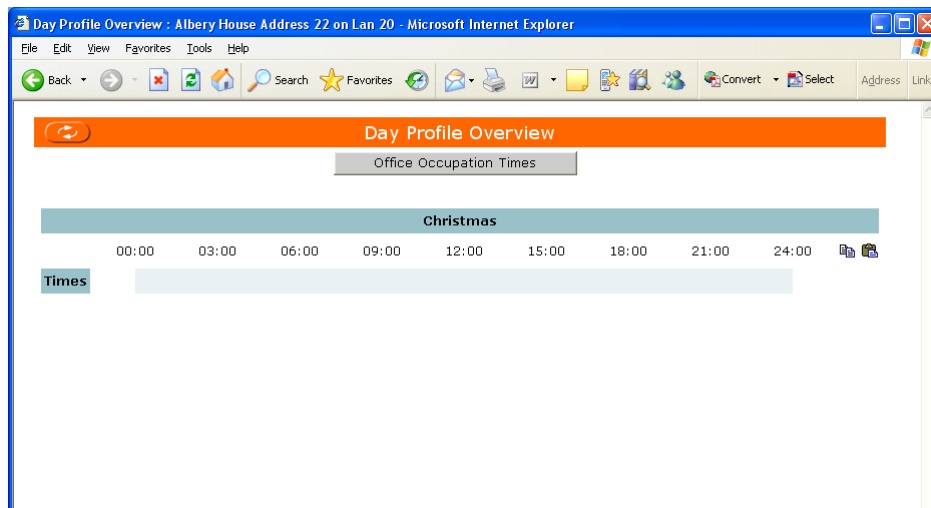 Day Profile Overview : Albery House Address 22 on Lan 20 - Microsoft Internet Explorer
File Edit View Favorites Tools Help
Back Search Favorites Convert Select Address Link
Day Profile Overview
Office Occupation Times
Christmas
00:00 03:00 06:00 09:00 12:00 15:00 18:00 21:00 24:00
Times